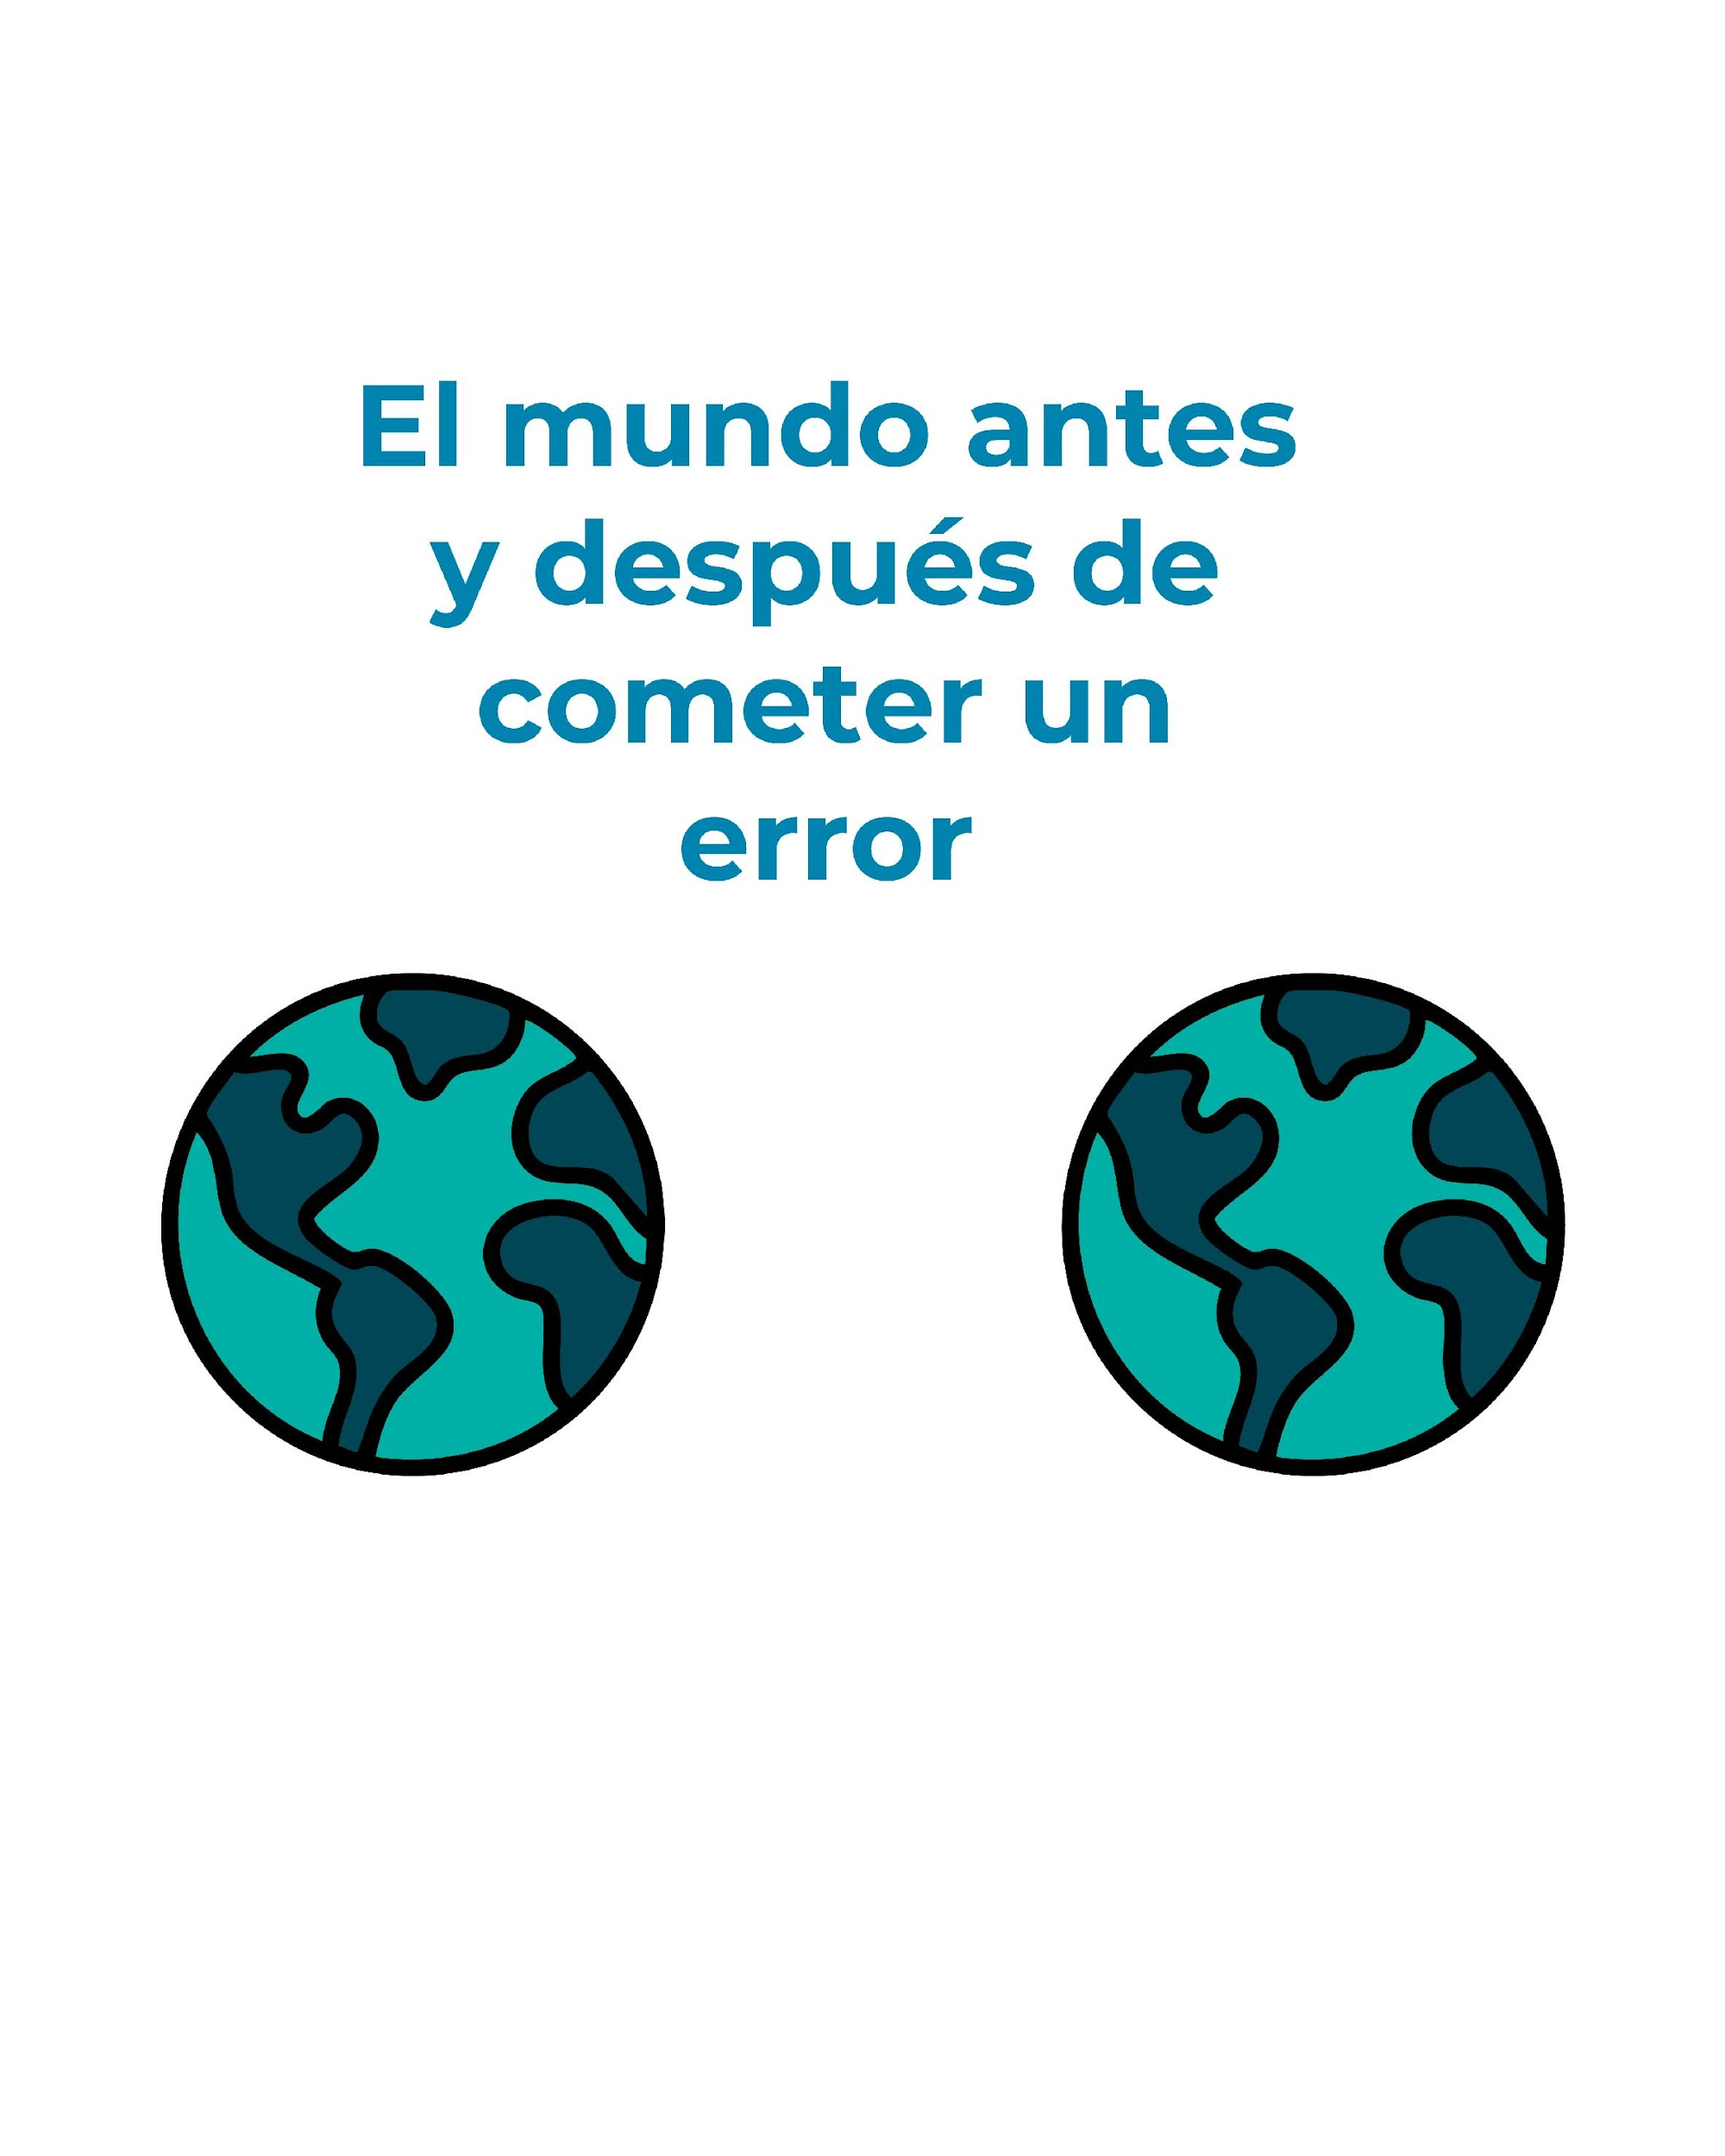 El mundo antes
y después de
cometer un
error